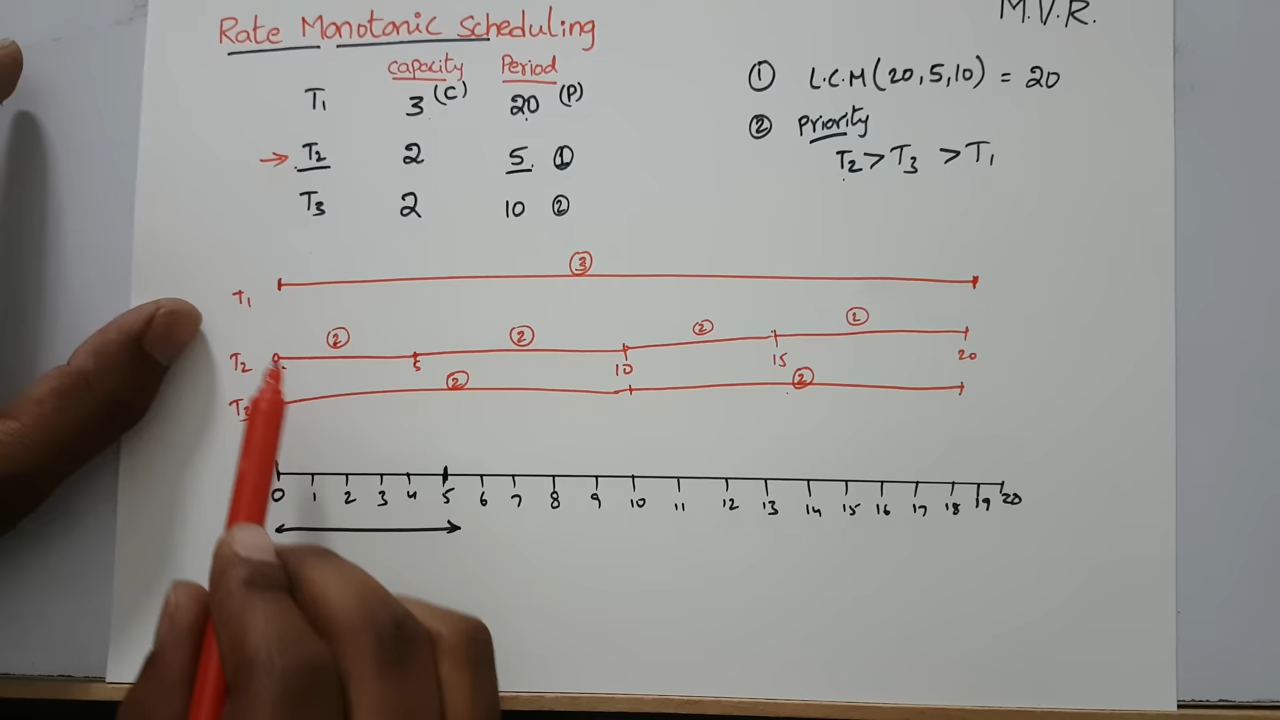 M.V.R.
Rate Monotonic Scheduling
capacity Period
T₁ 3 (C) 20 (P)
→ T₂ 2 5 ①
T₃ 2 10 ②
① L.C.M (20, 5, 10) = 20
② Priority
T₂ > T₃ > T₁
③
T₁
② ② ② ②
T₂ 5 10 15 20
② ②
T₃
0 1 2 3 4 5 6 7 8 9 10 11 12 13 14 15 16 17 18 19 20